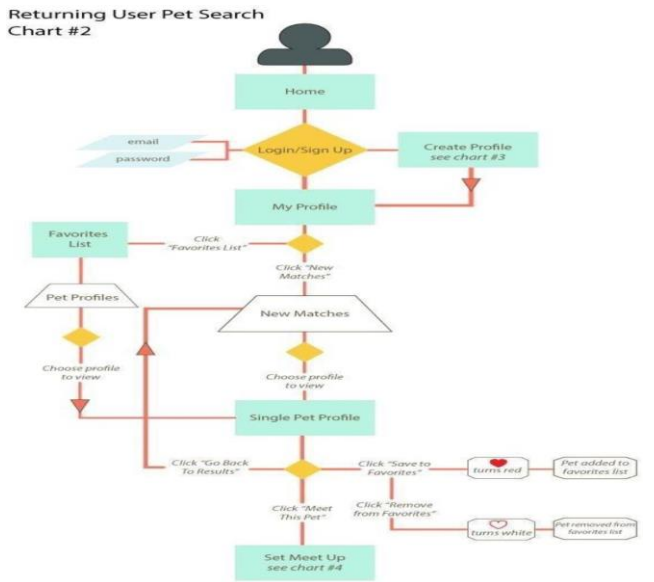 Returning User Pet Search
Chart #2
Home
email
password
Login/Sign Up
Create Profile
see chart #3
My Profile
Favorites
List
Click
"Favorites List"
Click "New
Matches"
Pet Profiles
New Matches
Choose profile
to view
Choose profile
to view
Single Pet Profile
Click "Go Back
To Results"
Click "Save to
Favorites"
turns red
Pet added to
favorites list
Click "Meet
This Pet"
Click "Remove
from Favorites"
turns white
Pet removed from
favorites list
Set Meet Up
see chart #4